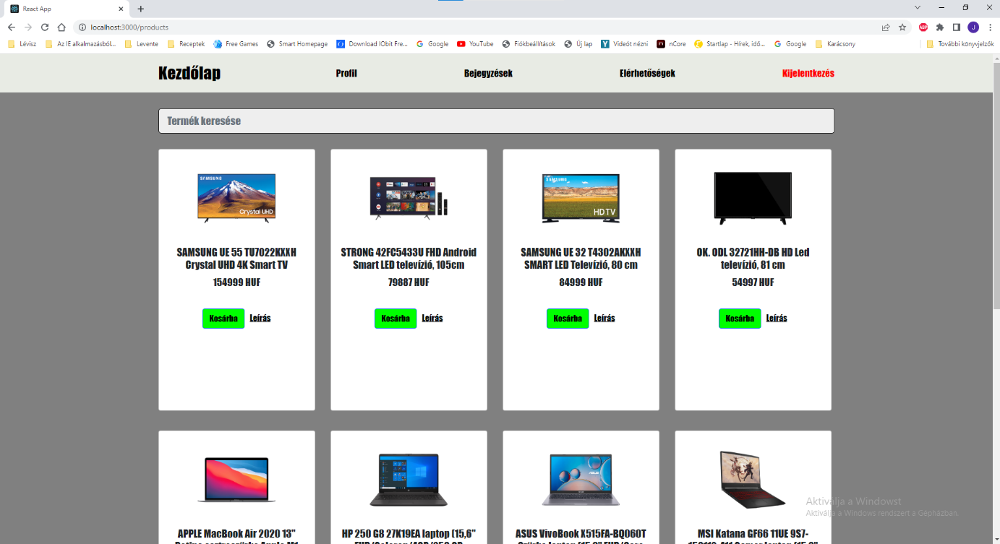 React App
localhost:3000/products
Lévisz
Az IE alkalmazásból...
Levente
Receptek
Free Games
Smart Homepage
Download IObit Fre...
Google
YouTube
Fiókbeállítások
Új lap
Videót nézni
nCore
Startlap - Hírek, idő...
Google
Karácsony
További könyvjelzők
ABP
J
Kezdőlap
Profil
Bejegyzések
Elérhetőségek
Kijelentkezés
Termék keresése
SAMSUNG
Crystal UHD
SAMSUNG
HD TV
SAMSUNG UE 55 TU7022KXXH
Crystal UHD 4K Smart TV
154999 HUF
Kosárba Leírás
STRONG 42FC5433U FHD Android
Smart LED televízió, 105cm
79887 HUF
Kosárba Leírás
SAMSUNG UE 32 T4302AKXXH
SMART LED Televízió, 80 cm
84999 HUF
Kosárba Leírás
OK. ODL 32721HH-DB HD Led
televízió, 81 cm
54997 HUF
Kosárba Leírás
APPLE MacBook Air 2020 13"
HP 250 G8 27K19EA laptop (15,6"
ASUS VivoBook X515FA-BQ060T
MSI Katana GF66 11UE 9S7-
Aktiválja a Windowst
Aktiválja a Windows rendszert a Gépházban.